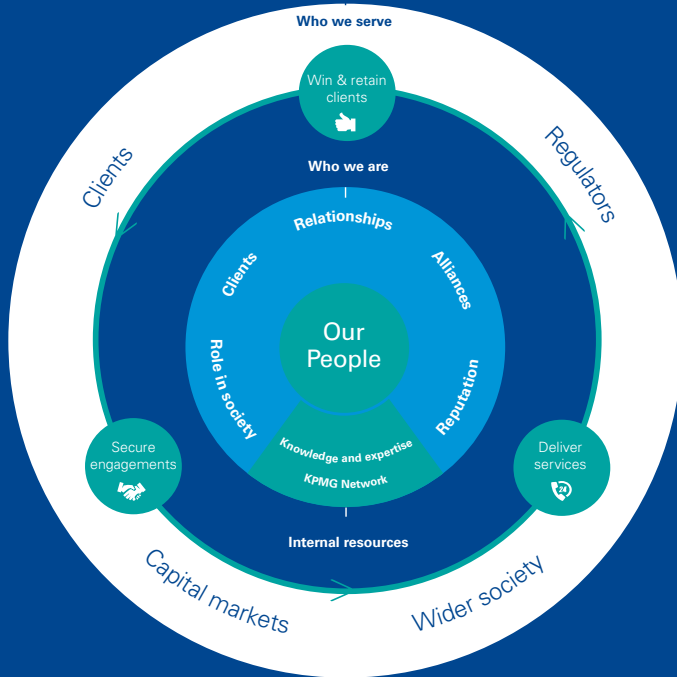 Who we serve
Win & retain
clients
Clients
Regulators
Who we are
Relationships
Clients
Alliances
Our
People
Role in society
Reputation
Knowledge and expertise
KPMG Network
Secure
engagements
Deliver
services
24
Internal resources
Capital markets
Wider society